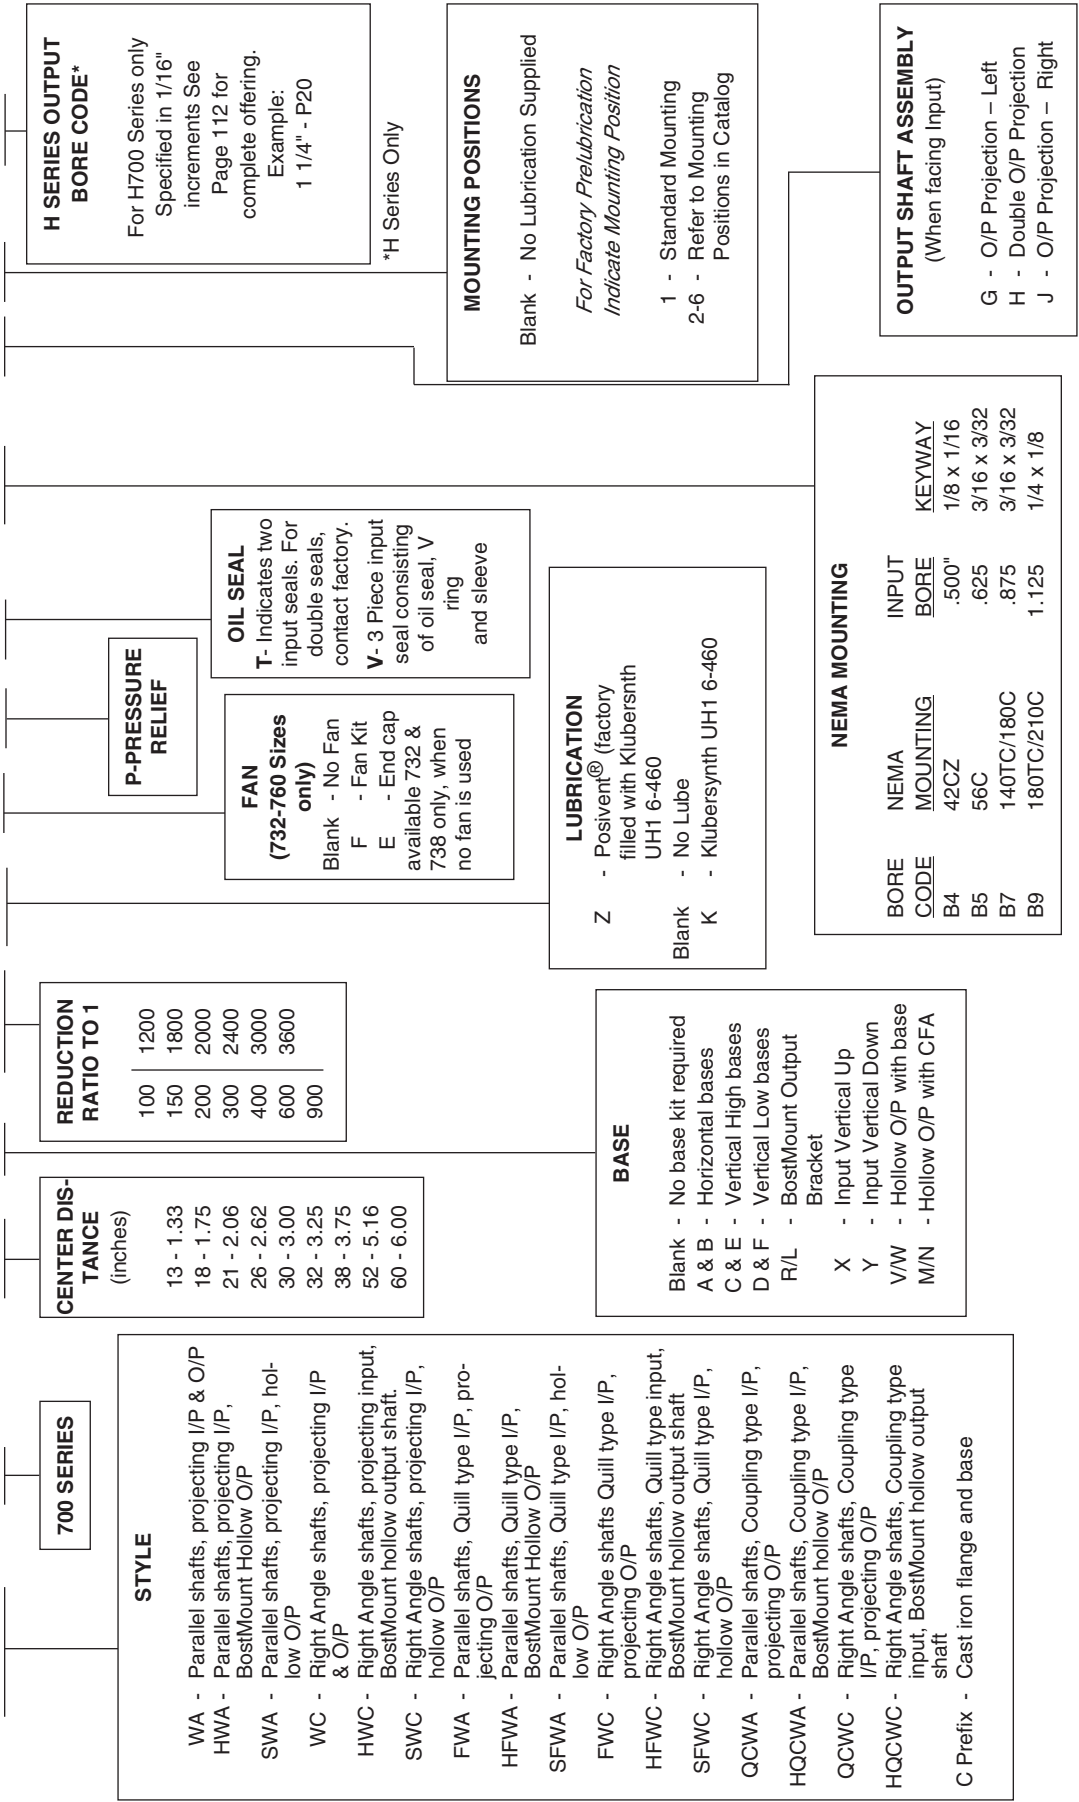 STYLE
WA - Parallel shafts, projecting I/P & O/P
HWA - Parallel shafts, projecting I/P,
BostMount Hollow O/P
SWA - Parallel shafts, projecting I/P, hol-
low O/P
WC - Right Angle shafts, projecting I/P
& O/P
HWC - Right Angle shafts, projecting input,
BostMount hollow output shaft.
SWC - Right Angle shafts, projecting I/P,
hollow O/P
FWA - Parallel shafts, Quill type I/P, pro-
jecting O/P
HFWA - Parallel shafts, Quill type I/P,
BostMount Hollow O/P
SFWA - Parallel shafts, Quill type I/P, hol-
low O/P
FWC - Right Angle shafts Quill type I/P,
projecting O/P
HFWC - Right Angle shafts, Quill type input,
BostMount hollow output shaft
SFWC - Right Angle shafts, Quill type I/P,
hollow O/P
QCWA - Parallel shafts, Coupling type I/P,
projecting O/P
HQCWA - Parallel shafts, Coupling type I/P,
BostMount hollow O/P
QCWC - Right Angle shafts, Coupling type
I/P, projecting O/P
HQCWC - Right Angle shafts, Coupling type
input, BostMount hollow output
shaft
C Prefix - Cast iron flange and base
700 SERIES
CENTER DIS-
TANCE
(inches)
13 - 1.33
18 - 1.75
21 - 2.06
26 - 2.62
30 - 3.00
32 - 3.25
38 - 3.75
52 - 5.16
60 - 6.00
BASE
Blank - No base kit required
A & B - Horizontal bases
C & E - Vertical High bases
D & F - Vertical Low bases
R/L - BostMount Output
Bracket
X - Input Vertical Up
Y - Input Vertical Down
V/W - Hollow O/P with base
M/N - Hollow O/P with CFA
REDUCTION
RATIO TO 1
100 1200
150 1800
200 2000
300 2400
400 3000
600 3600
900
LUBRICATION
Z - Posivent® (factory
filled with Klubersnth
UH1 6-460
Blank - No Lube
K - Klubersynth UH1 6-460
FAN
(732-760 Sizes
only)
Blank - No Fan
F - Fan Kit
E - End cap
available 732 &
738 only, when
no fan is used
P-PRESSURE
RELIEF
OIL SEAL
T- Indicates two
input seals. For
double seals,
contact factory.
V- 3 Piece input
seal consisting
of oil seal, V
ring
and sleeve
NEMA MOUNTING
BORE NEMA INPUT
CODE MOUNTING BORE KEYWAY
B4 42CZ .500" 1/8 x 1/16
B5 56C .625 3/16 x 3/32
B7 140TC/180C .875 3/16 x 3/32
B9 180TC/210C 1.125 1/4 x 1/8
OUTPUT SHAFT ASSEMBLY
(When facing Input)
G - O/P Projection – Left
H - Double O/P Projection
J - O/P Projection – Right
MOUNTING POSITIONS
Blank - No Lubrication Supplied
For Factory Prelubrication
Indicate Mounting Position
1 - Standard Mounting
2-6 - Refer to Mounting
Positions in Catalog
H SERIES OUTPUT
BORE CODE*
For H700 Series only
Specified in 1/16"
increments See
Page 112 for
complete offering.
Example:
1 1/4" - P20
*H Series Only